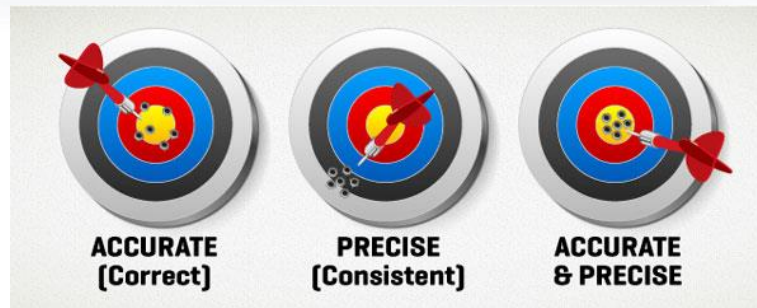 ACCURATE
(Correct)
PRECISE
(Consistent)
ACCURATE
& PRECISE